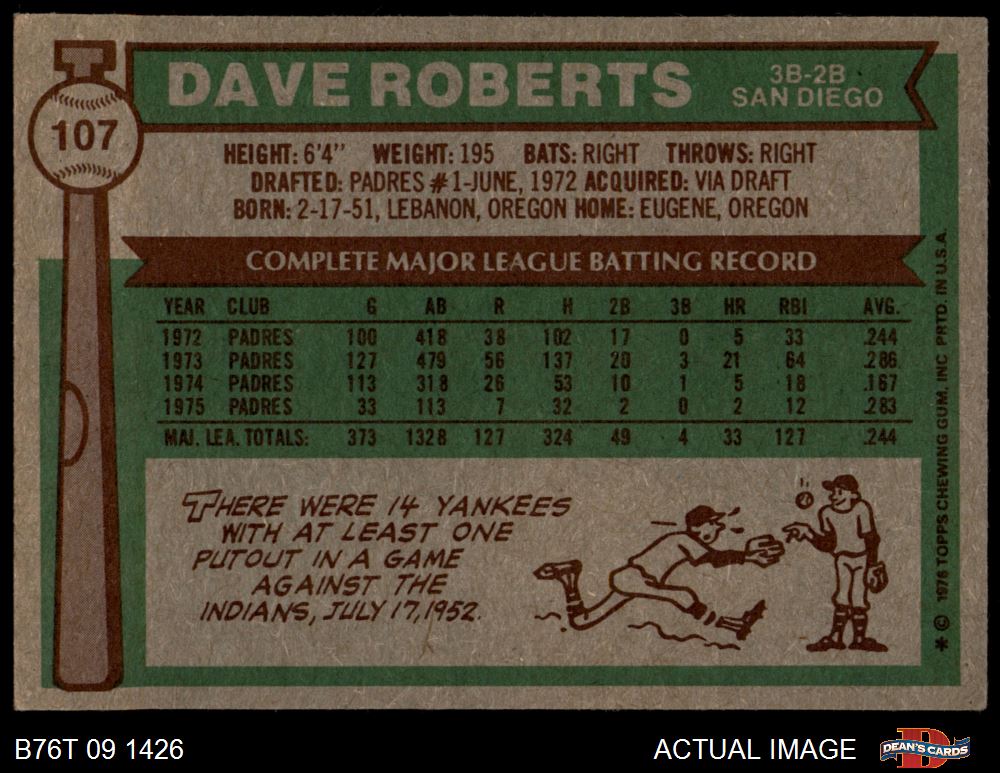 107
DAVE ROBERTS
3B-2B
SAN DIEGO
HEIGHT: 6'4" WEIGHT: 195 BATS: RIGHT THROWS: RIGHT
DRAFTED: PADRES #1-JUNE, 1972 ACQUIRED: VIA DRAFT
BORN: 2-17-51, LEBANON, OREGON HOME: EUGENE, OREGON
COMPLETE MAJOR LEAGUE BATTING RECORD
YEAR CLUB G AB R H 2B 3B HR RBI AVG.
1972 PADRES 100 418 38 102 17 0 5 33 .244
1973 PADRES 127 479 56 137 20 3 21 64 .286
1974 PADRES 113 318 26 53 10 1 5 18 .167
1975 PADRES 33 113 7 32 2 0 2 12 .283
MAJ. LEA. TOTALS: 373 1328 127 324 49 4 33 127 .244
THERE WERE 14 YANKEES
WITH AT LEAST ONE
PUTOUT IN A GAME
AGAINST THE
INDIANS, JULY 17, 1952.
* © 1976 TOPPS CHEWING GUM, INC PRTD. IN U.S.A.
B76T 09 1426
ACTUAL IMAGE
DEAN'S CARDS